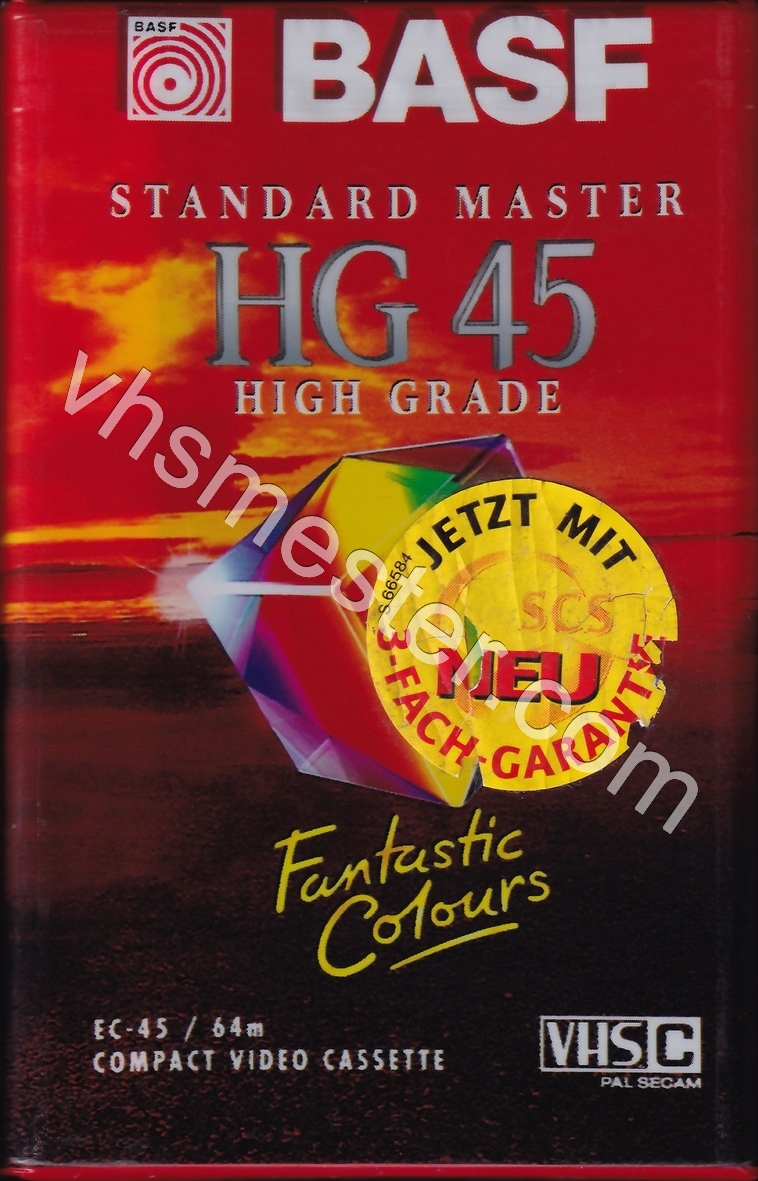 BASF
BASF
STANDARD MASTER
HG 45
HIGH GRADE
JETZT MIT
S 66584
SCS
NEU
3-FACH-GARANTIE
vhsmester.com
Fantastic
Colours
EC-45 / 64m
COMPACT VIDEO CASSETTE
VHS C
PAL SECAM